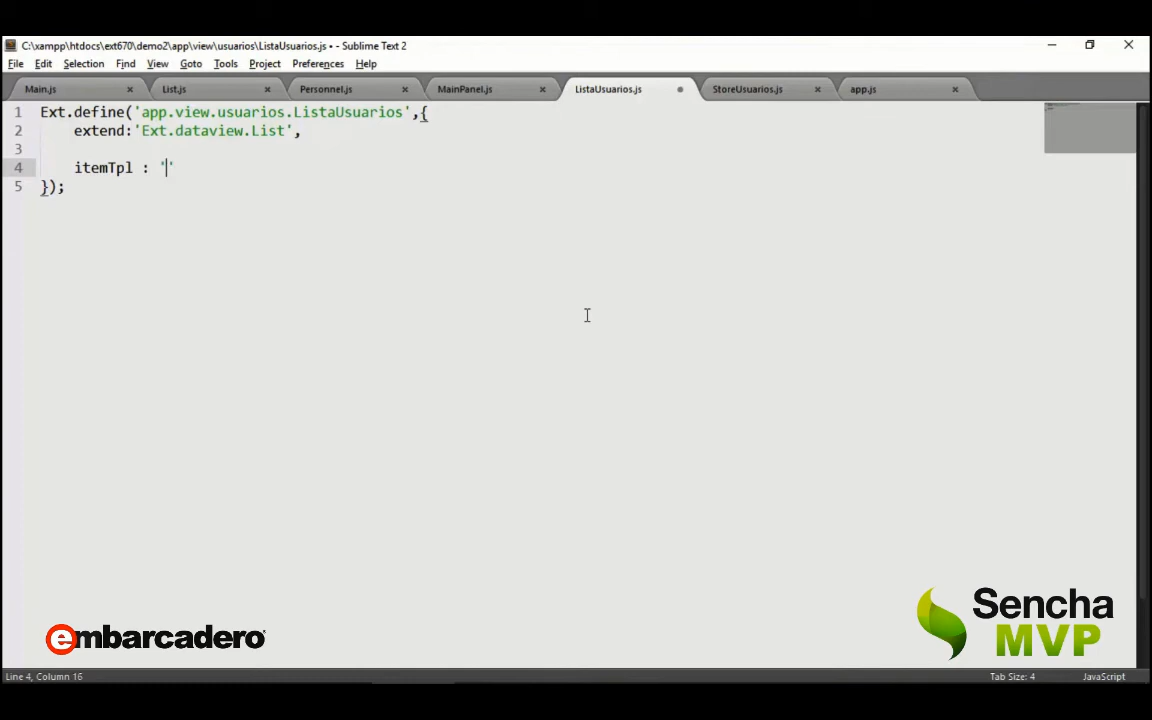 C:\xampp\htdocs\ext670\demo2\app\view\usuarios\ListaUsuarios.js • - Sublime Text 2
File Edit Selection Find View Goto Tools Project Preferences Help
Main.js List.js Personnel.js MainPanel.js ListaUsuarios.js StoreUsuarios.js app.js
1 Ext.define('app.view.usuarios.ListaUsuarios',{
2 extend:'Ext.dataview.List',
3
4 itemTpl : ''
5 });
embarcadero
Sencha
MVP
Line 4, Column 16 Tab Size: 4 JavaScript